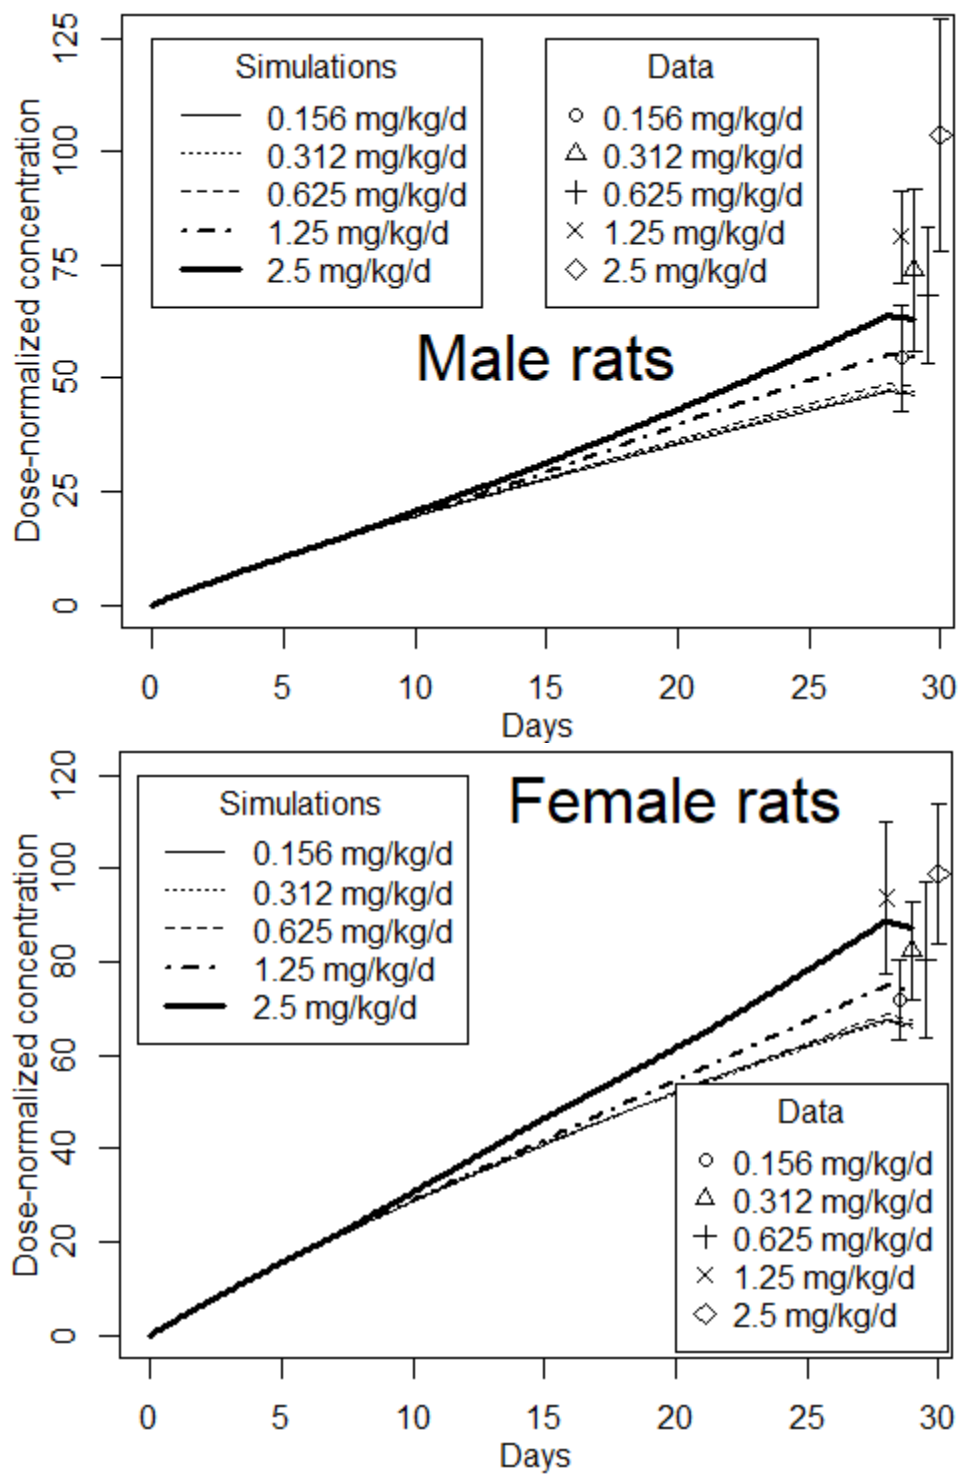 125
100
75
50
25
0
Dose-normalized concentration
Simulations
0.156 mg/kg/d
0.312 mg/kg/d
0.625 mg/kg/d
1.25 mg/kg/d
2.5 mg/kg/d
Data
0.156 mg/kg/d
0.312 mg/kg/d
0.625 mg/kg/d
1.25 mg/kg/d
2.5 mg/kg/d
Male rats
0 5 10 15 20 25 30
Days
120
100
80
60
40
20
0
Dose-normalized concentration
Simulations
0.156 mg/kg/d
0.312 mg/kg/d
0.625 mg/kg/d
1.25 mg/kg/d
2.5 mg/kg/d
Female rats
Data
0.156 mg/kg/d
0.312 mg/kg/d
0.625 mg/kg/d
1.25 mg/kg/d
2.5 mg/kg/d
0 5 10 15 20 25 30
Days